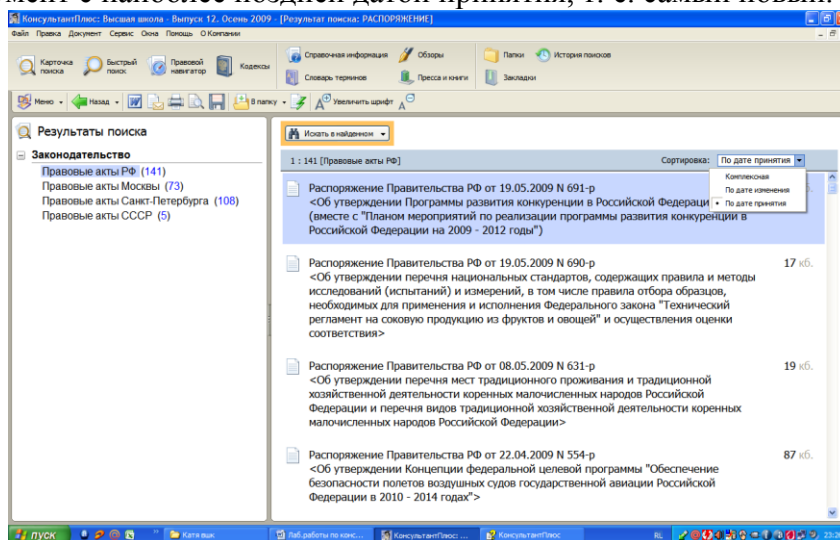 мент с наиболее поздней датой принятия, т. е. самый новый.
КонсультантПлюс: Высшая школа - Выпуск 12. Осень 2009 - [Результат поиска: РАСПОРЯЖЕНИЕ]
Файл Правка Документ Сервис Окна Помощь О Компании
Карточка поиска
Быстрый поиск
Правовой навигатор
Кодексы
Справочная информация
Обзоры
Папки
История поисков
Словарь терминов
Пресса и книги
Закладки
Меню
Назад
В папку
Увеличить шрифт
Результаты поиска
Законодательство
Правовые акты РФ (141)
Правовые акты Москвы (73)
Правовые акты Санкт-Петербурга (108)
Правовые акты СССР (5)
Искать в найденном
1 : 141 [Правовые акты РФ]
Сортировка: По дате принятия
Комплексная
По дате изменения
По дате принятия
Распоряжение Правительства РФ от 19.05.2009 N 691-р
<Об утверждении Программы развития конкуренции в Российской Федераци
(вместе с "Планом мероприятий по реализации программы развития конкуренции в
Российской Федерации на 2009 - 2012 годы")
Распоряжение Правительства РФ от 19.05.2009 N 690-р 17 кб.
<Об утверждении перечня национальных стандартов, содержащих правила и методы
исследований (испытаний) и измерений, в том числе правила отбора образцов,
необходимых для применения и исполнения Федерального закона "Технический
регламент на соковую продукцию из фруктов и овощей" и осуществления оценки
соответствия>
Распоряжение Правительства РФ от 08.05.2009 N 631-р 19 кб.
<Об утверждении перечня мест традиционного проживания и традиционной
хозяйственной деятельности коренных малочисленных народов Российской
Федерации и перечня видов традиционной хозяйственной деятельности коренных
малочисленных народов Российской Федерации>
Распоряжение Правительства РФ от 22.04.2009 N 554-р 87 кб.
<Об утверждении Концепции федеральной целевой программы "Обеспечение
безопасности полетов воздушных судов государственной авиации Российской
Федерации в 2010 - 2014 годах">
пуск
Катя вшк
Лаб.работы по конс...
КонсультантПлюс: ...
КонсультантПлюс
RL